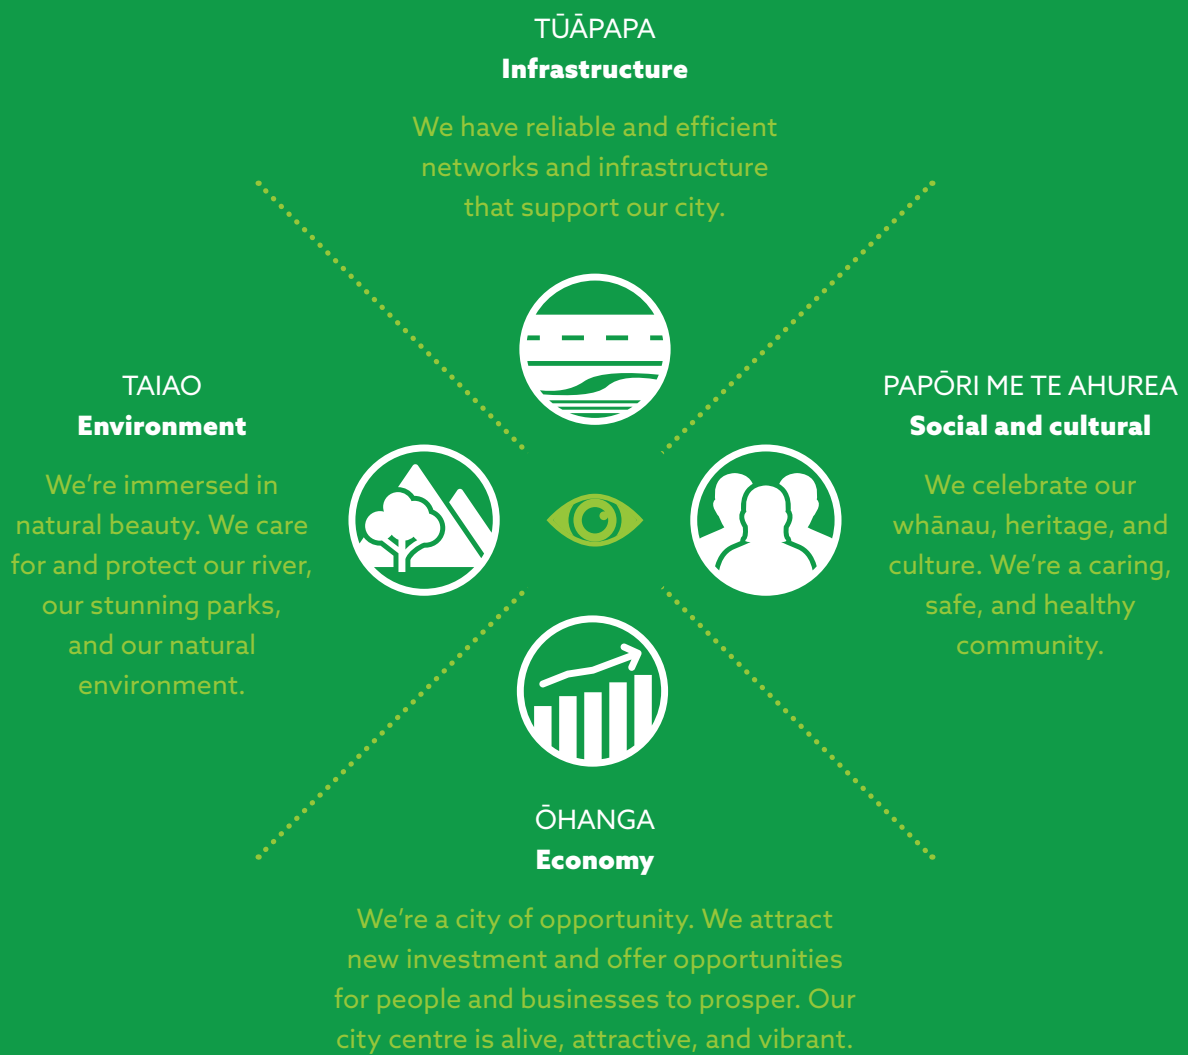 TŪĀPAPA
Infrastructure
We have reliable and efficient
networks and infrastructure
that support our city.
TAIAO
Environment
We’re immersed in
natural beauty. We care
for and protect our river,
our stunning parks,
and our natural
environment.
PAPŌRI ME TE AHUREA
Social and cultural
We celebrate our
whānau, heritage, and
culture. We’re a caring,
safe, and healthy
community.
ŌHANGA
Economy
We’re a city of opportunity. We attract
new investment and offer opportunities
for people and businesses to prosper. Our
city centre is alive, attractive, and vibrant.